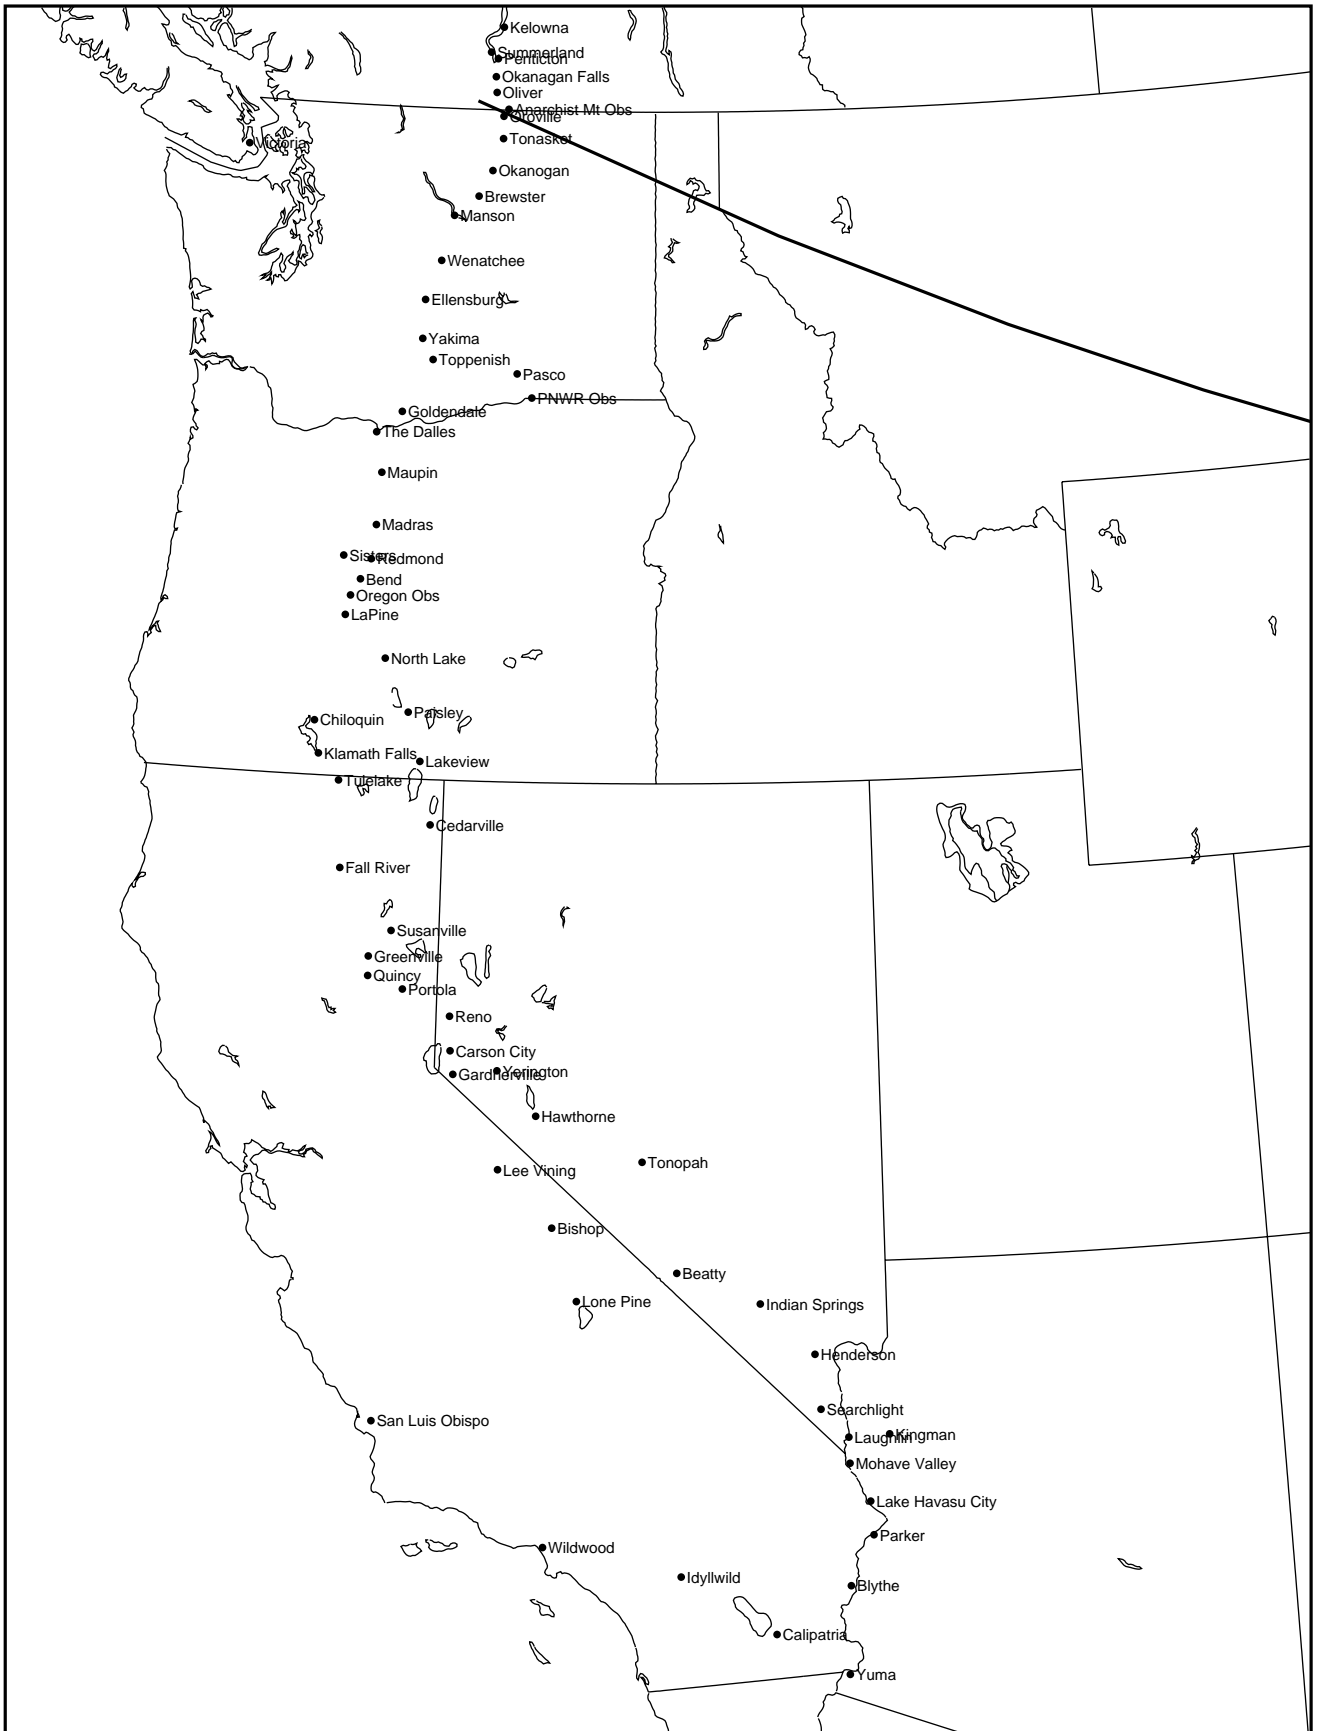 Kelowna
Summerland
Penticton
Okanagan Falls
Oliver
Anarchist Mt Obs
Oroville
Tonasket
Victoria
Okanogan
Brewster
Manson
Wenatchee
Ellensburg
Yakima
Toppenish
Pasco
PNWR Obs
Goldendale
The Dalles
Maupin
Madras
Sisters
Redmond
Bend
Oregon Obs
LaPine
North Lake
Paisley
Chiloquin
Klamath Falls
Lakeview
Tulelake
Cedarville
Fall River
Susanville
Greenville
Quincy
Portola
Reno
Carson City
Yerington
Gardnerville
Hawthorne
Tonopah
Lee Vining
Bishop
Beatty
Lone Pine
Indian Springs
Henderson
Searchlight
San Luis Obispo
Kingman
Laughlin
Mohave Valley
Lake Havasu City
Parker
Wildwood
Idyllwild
Blythe
Calipatria
Yuma